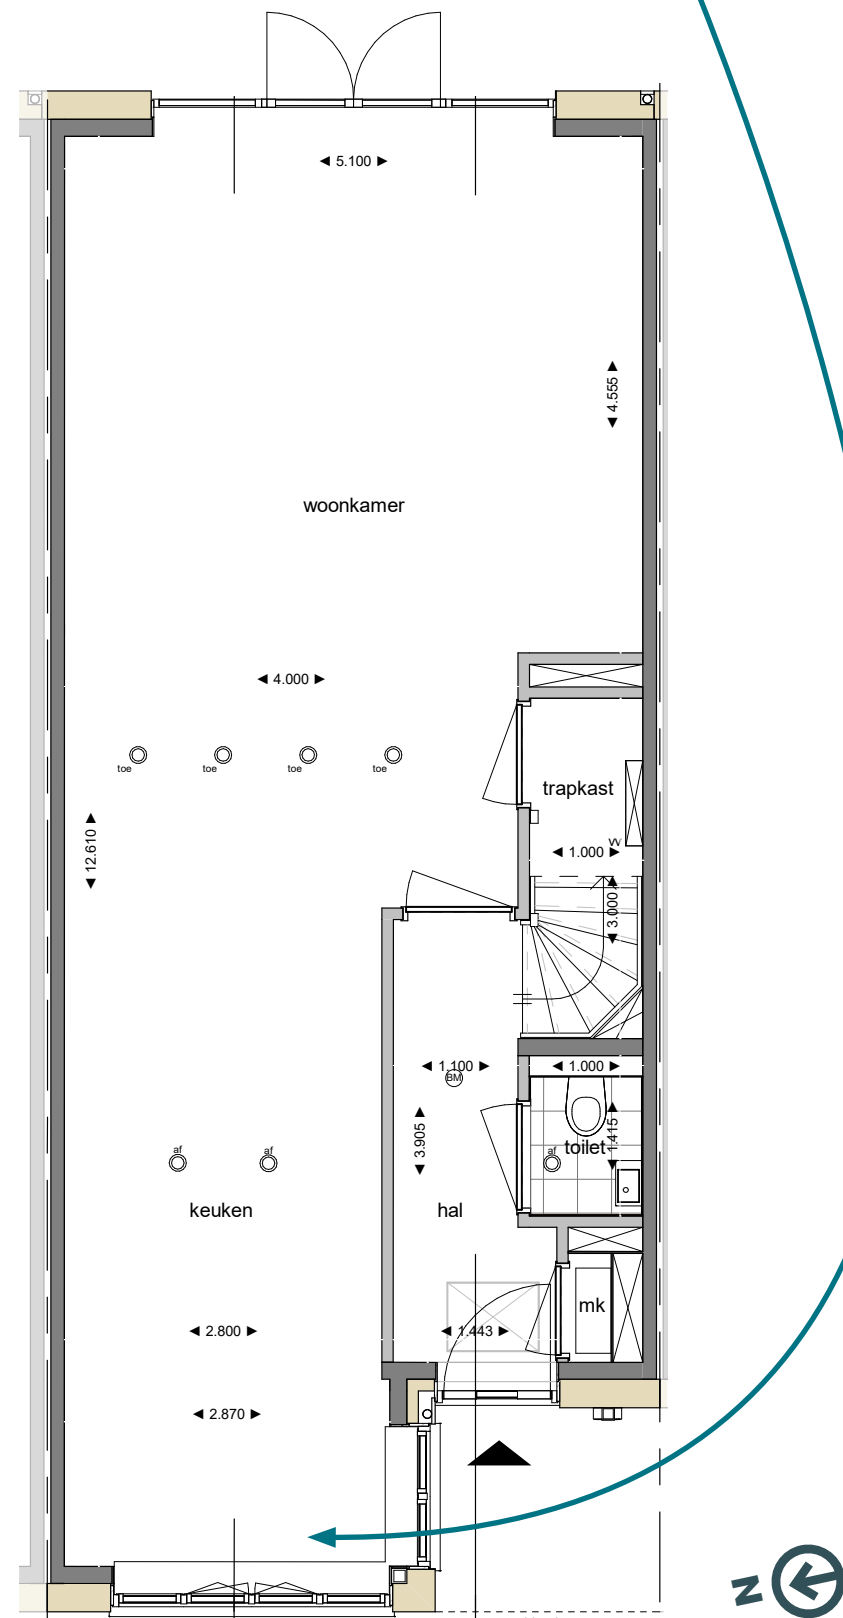 5.100
4.555
woonkamer
4.000
toe toe toe toe
trapkast
12.610
W
1.000
3.000
1.100
1.000
BM
3.905
1.415
af af af
toilet
keuken
hal
mk
2.800
1.443
2.870
N